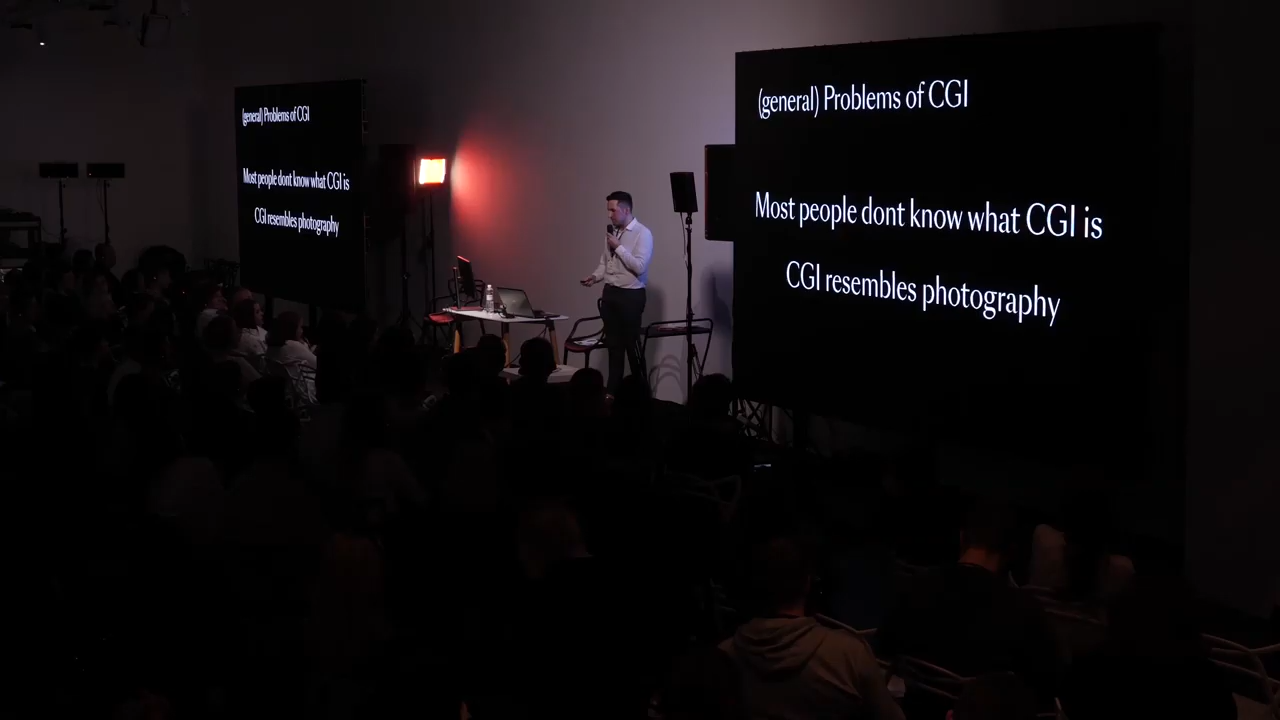 (general) Problems of CGI
Most people dont know what CGI is
CGI resembles photography
(general) Problems of CGI
Most people dont know what CGI is
CGI resembles photography